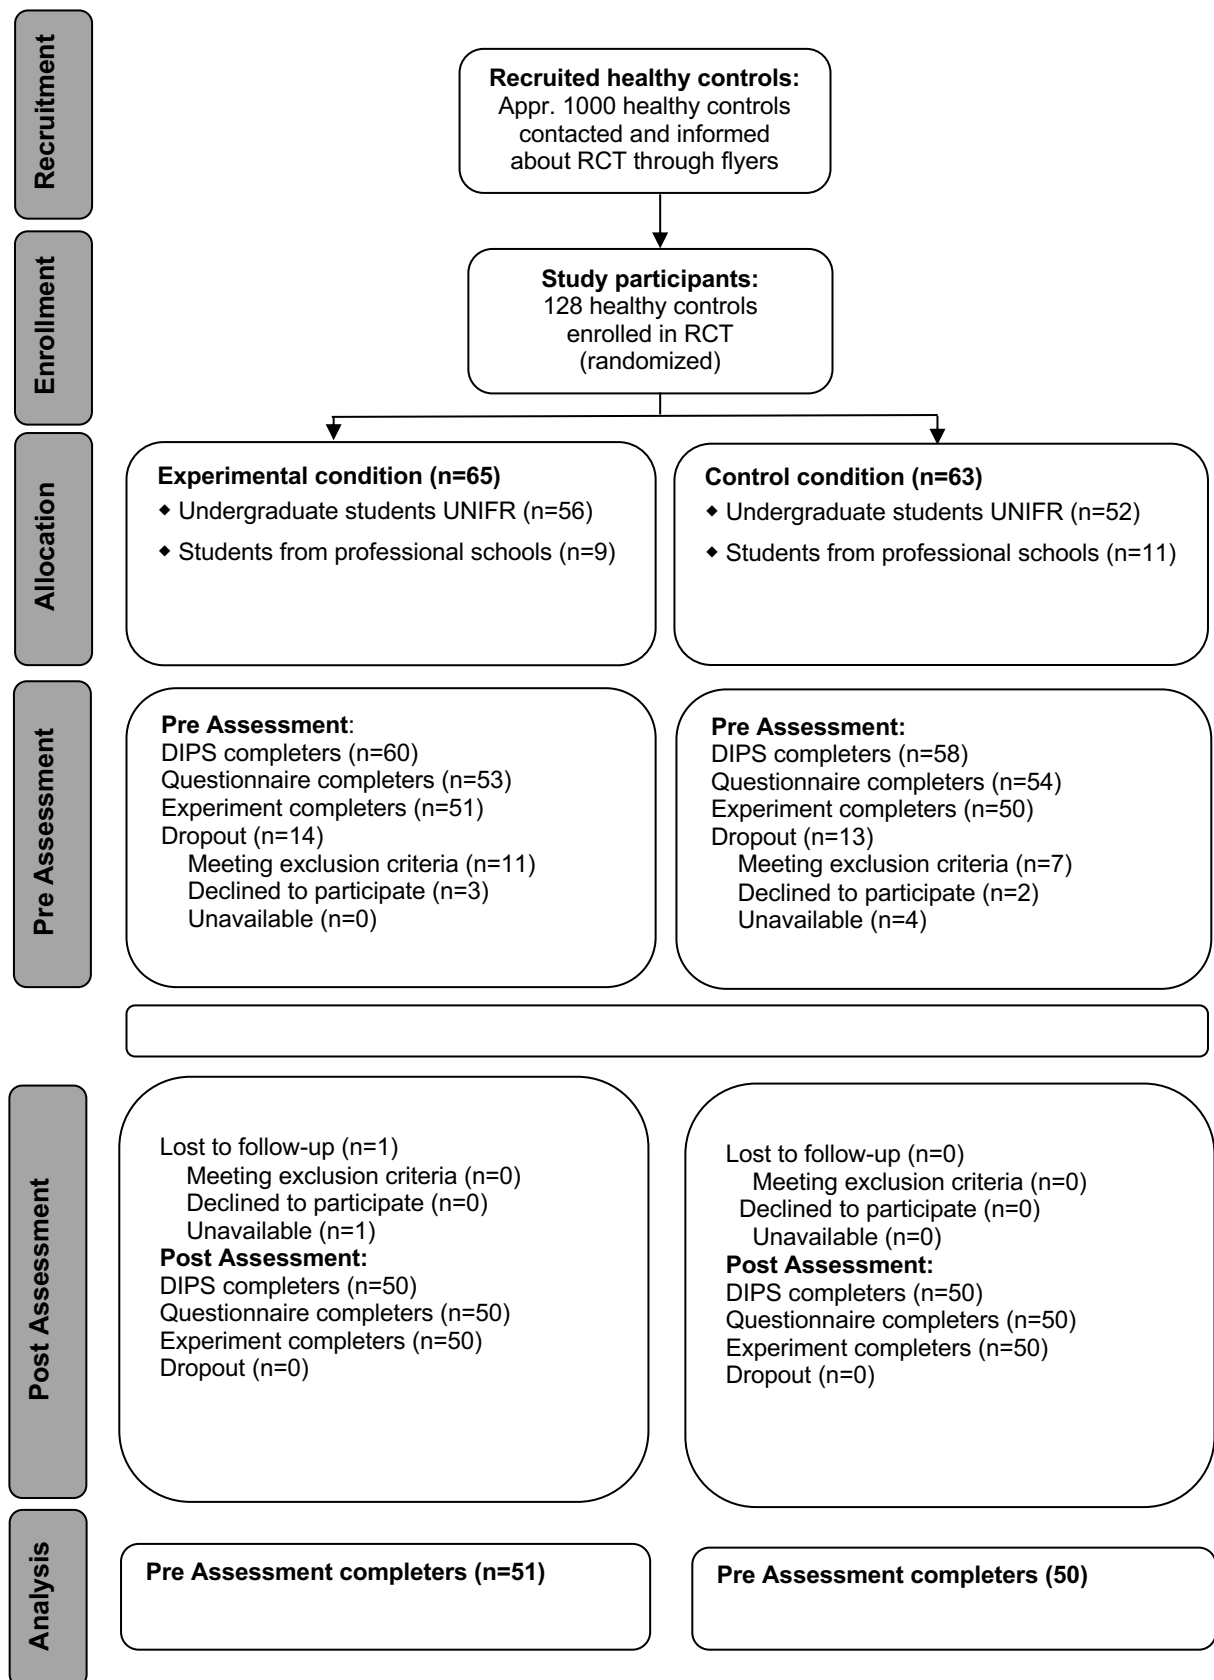 Recruitment
Recruited healthy controls:
Appr. 1000 healthy controls
contacted and informed
about RCT through flyers
Enrollment
Study participants:
128 healthy controls
enrolled in RCT
(randomized)
Allocation
Experimental condition (n=65)
◆ Undergraduate students UNIFR (n=56)
◆ Students from professional schools (n=9)
Control condition (n=63)
◆ Undergraduate students UNIFR (n=52)
◆ Students from professional schools (n=11)
Pre Assessment
Pre Assessment:
DIPS completers (n=60)
Questionnaire completers (n=53)
Experiment completers (n=51)
Dropout (n=14)
Meeting exclusion criteria (n=11)
Declined to participate (n=3)
Unavailable (n=0)
Pre Assessment:
DIPS completers (n=58)
Questionnaire completers (n=54)
Experiment completers (n=50)
Dropout (n=13)
Meeting exclusion criteria (n=7)
Declined to participate (n=2)
Unavailable (n=4)
Post Assessment
Lost to follow-up (n=1)
Meeting exclusion criteria (n=0)
Declined to participate (n=0)
Unavailable (n=1)
Post Assessment:
DIPS completers (n=50)
Questionnaire completers (n=50)
Experiment completers (n=50)
Dropout (n=0)
Lost to follow-up (n=0)
Meeting exclusion criteria (n=0)
Declined to participate (n=0)
Unavailable (n=0)
Post Assessment:
DIPS completers (n=50)
Questionnaire completers (n=50)
Experiment completers (n=50)
Dropout (n=0)
Analysis
Pre Assessment completers (n=51)
Pre Assessment completers (50)